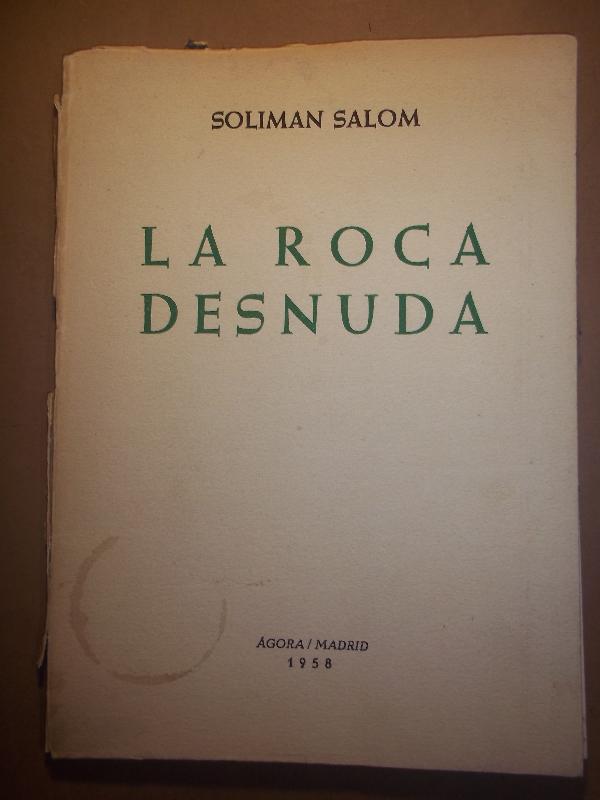 SOLIMAN SALOM
LA ROCA
DESNUDA
ÁGORA / MADRID
1958